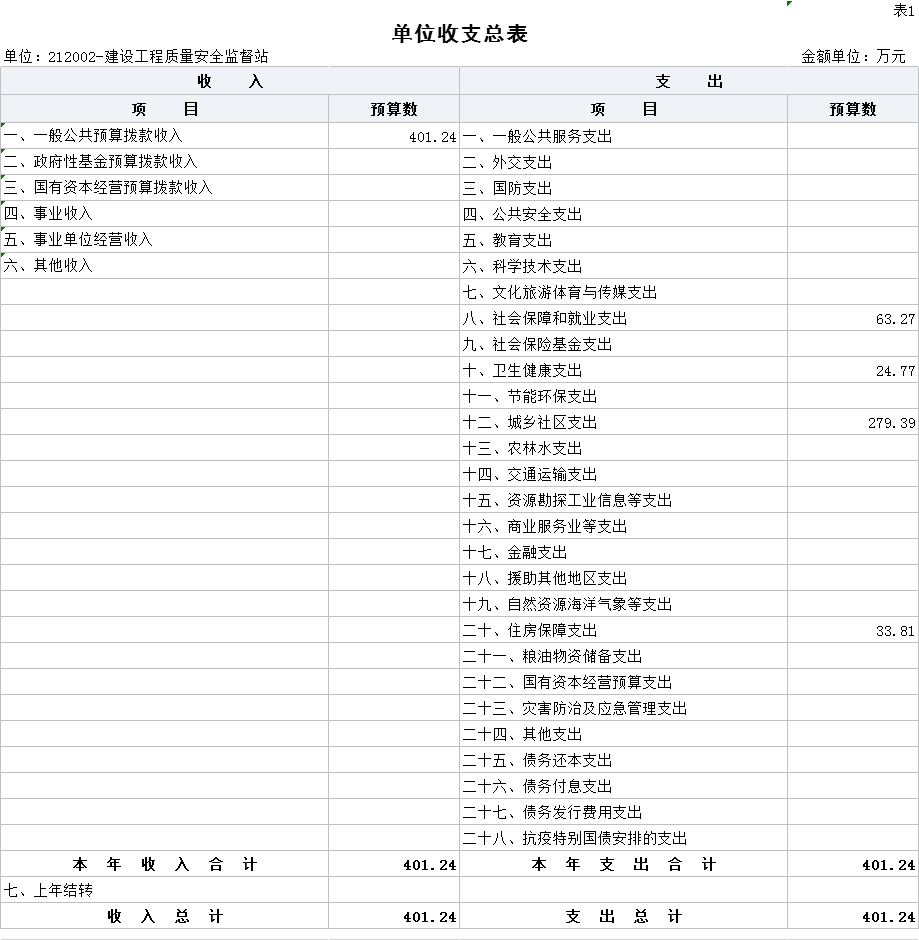 表1
单位收支总表
单位：212002-建设工程质量安全监督站 金额单位：万元
收 入 支 出
项 目 预算数 项 目 预算数
一、一般公共预算拨款收入 401.24 一、一般公共服务支出
二、政府性基金预算拨款收入 二、外交支出
三、国有资本经营预算拨款收入 三、国防支出
四、事业收入 四、公共安全支出
五、事业单位经营收入 五、教育支出
六、其他收入 六、科学技术支出
七、文化旅游体育与传媒支出
八、社会保障和就业支出 63.27
九、社会保险基金支出
十、卫生健康支出 24.77
十一、节能环保支出
十二、城乡社区支出 279.39
十三、农林水支出
十四、交通运输支出
十五、资源勘探工业信息等支出
十六、商业服务业等支出
十七、金融支出
十八、援助其他地区支出
十九、自然资源海洋气象等支出
二十、住房保障支出 33.81
二十一、粮油物资储备支出
二十二、国有资本经营预算支出
二十三、灾害防治及应急管理支出
二十四、其他支出
二十五、债务还本支出
二十六、债务付息支出
二十七、债务发行费用支出
二十八、抗疫特别国债安排的支出
本 年 收 入 合 计 401.24 本 年 支 出 合 计 401.24
七、上年结转
收 入 总 计 401.24 支 出 总 计 401.24